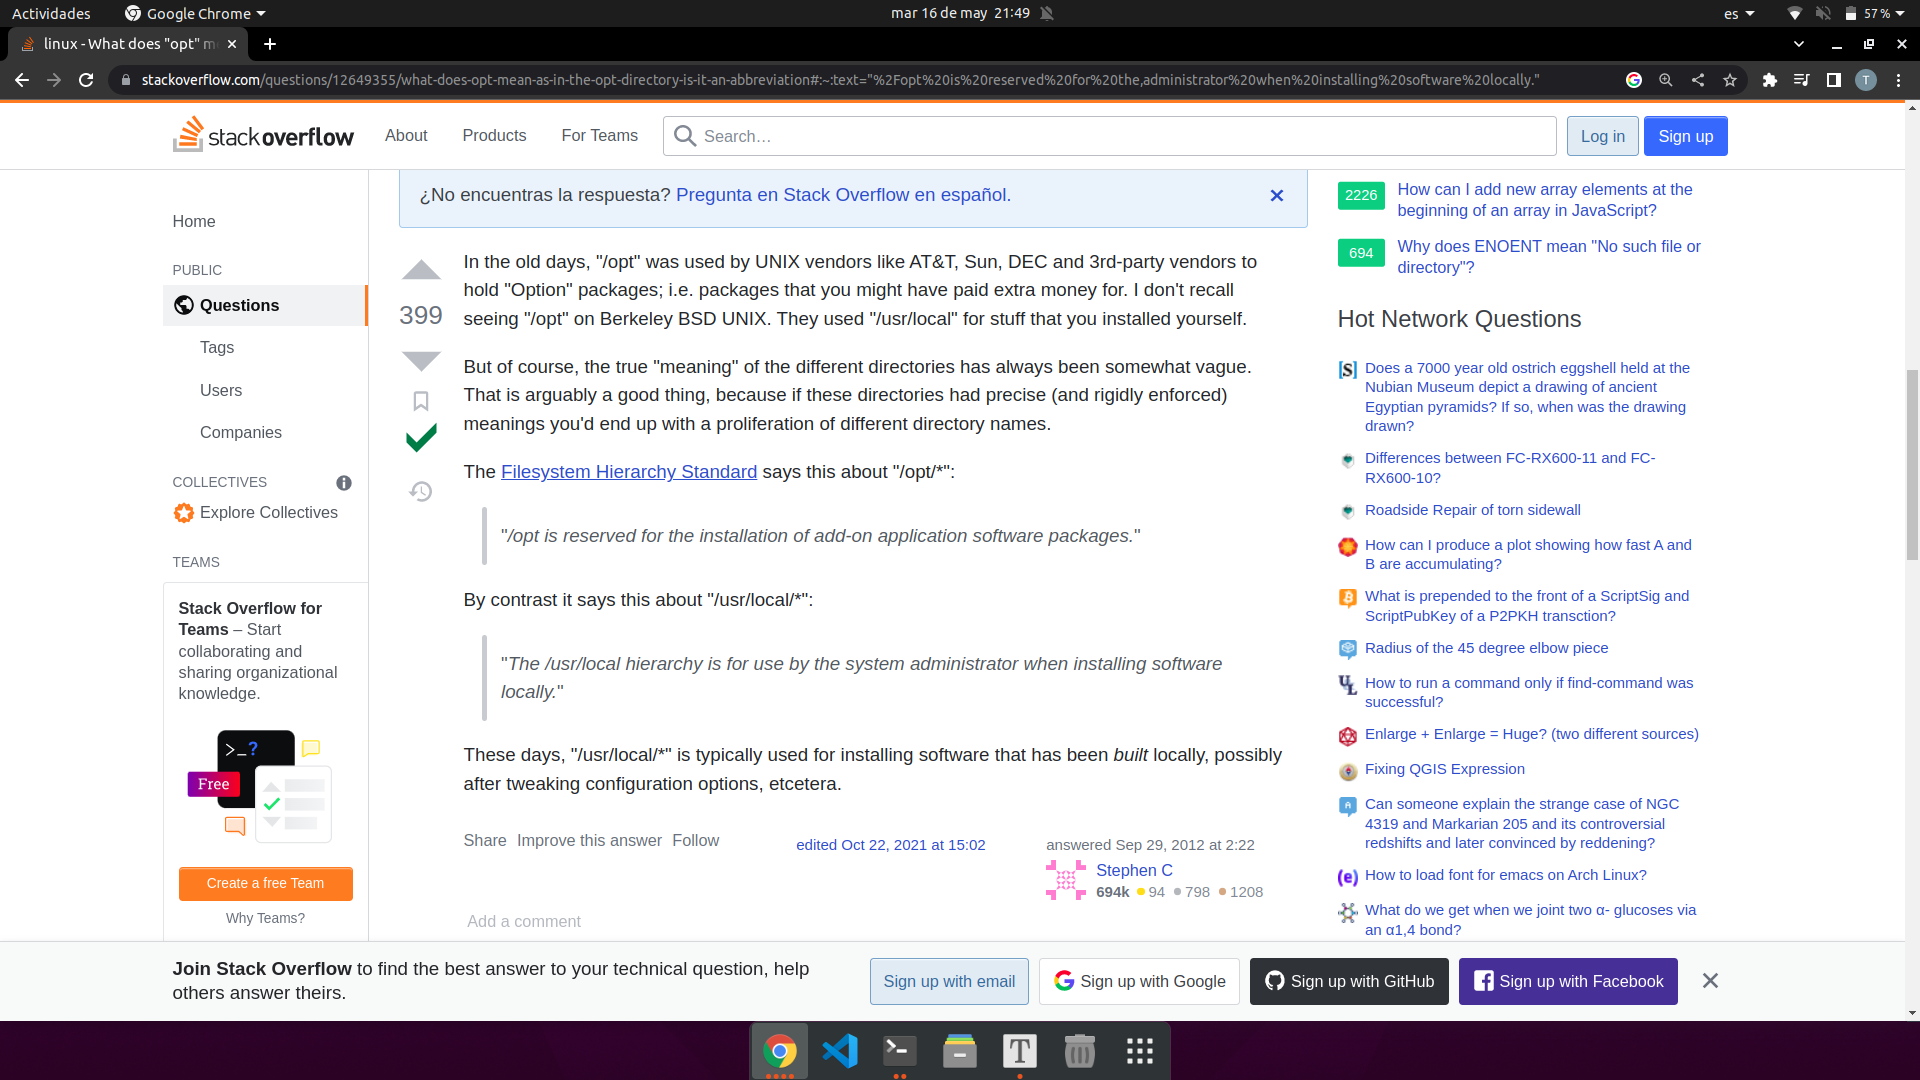 Actividades
Google Chrome
mar 16 de may 21:49
es
57 %
linux - What does "opt" m
stackoverflow.com/questions/12649355/what-does-opt-mean-as-in-the-opt-directory-is-it-an-abbreviation#:~:text="%2Fopt%20is%20reserved%20for%20the,administrator%20when%20installing%20software%20locally."
T
stackoverflow
About
Products
For Teams
Search…
Log in
Sign up
Home
PUBLIC
Questions
Tags
Users
Companies
COLLECTIVES
Explore Collectives
TEAMS
Stack Overflow for
Teams – Start
collaborating and
sharing organizational
knowledge.
>_?
Free
Create a free Team
Why Teams?
¿No encuentras la respuesta? Pregunta en Stack Overflow en español.
399
In the old days, "/opt" was used by UNIX vendors like AT&T, Sun, DEC and 3rd-party vendors to
hold "Option" packages; i.e. packages that you might have paid extra money for. I don't recall
seeing "/opt" on Berkeley BSD UNIX. They used "/usr/local" for stuff that you installed yourself.
But of course, the true "meaning" of the different directories has always been somewhat vague.
That is arguably a good thing, because if these directories had precise (and rigidly enforced)
meanings you'd end up with a proliferation of different directory names.
The Filesystem Hierarchy Standard says this about "/opt/*":
"/opt is reserved for the installation of add-on application software packages."
By contrast it says this about "/usr/local/*":
"The /usr/local hierarchy is for use by the system administrator when installing software
locally."
These days, "/usr/local/*" is typically used for installing software that has been built locally, possibly
after tweaking configuration options, etcetera.
Share Improve this answer Follow
edited Oct 22, 2021 at 15:02
answered Sep 29, 2012 at 2:22
Stephen C
694k 94 798 1208
Add a comment
2226
How can I add new array elements at the
beginning of an array in JavaScript?
694
Why does ENOENT mean "No such file or
directory"?
Hot Network Questions
Does a 7000 year old ostrich eggshell held at the
Nubian Museum depict a drawing of ancient
Egyptian pyramids? If so, when was the drawing
drawn?
Differences between FC-RX600-11 and FC-
RX600-10?
Roadside Repair of torn sidewall
How can I produce a plot showing how fast A and
B are accumulating?
What is prepended to the front of a ScriptSig and
ScriptPubKey of a P2PKH transction?
Radius of the 45 degree elbow piece
How to run a command only if find-command was
successful?
Enlarge + Enlarge = Huge? (two different sources)
Fixing QGIS Expression
Can someone explain the strange case of NGC
4319 and Markarian 205 and its controversial
redshifts and later convinced by reddening?
How to load font for emacs on Arch Linux?
What do we get when we joint two α- glucoses via
an α1,4 bond?
Join Stack Overflow to find the best answer to your technical question, help
others answer theirs.
Sign up with email
Sign up with Google
Sign up with GitHub
Sign up with Facebook